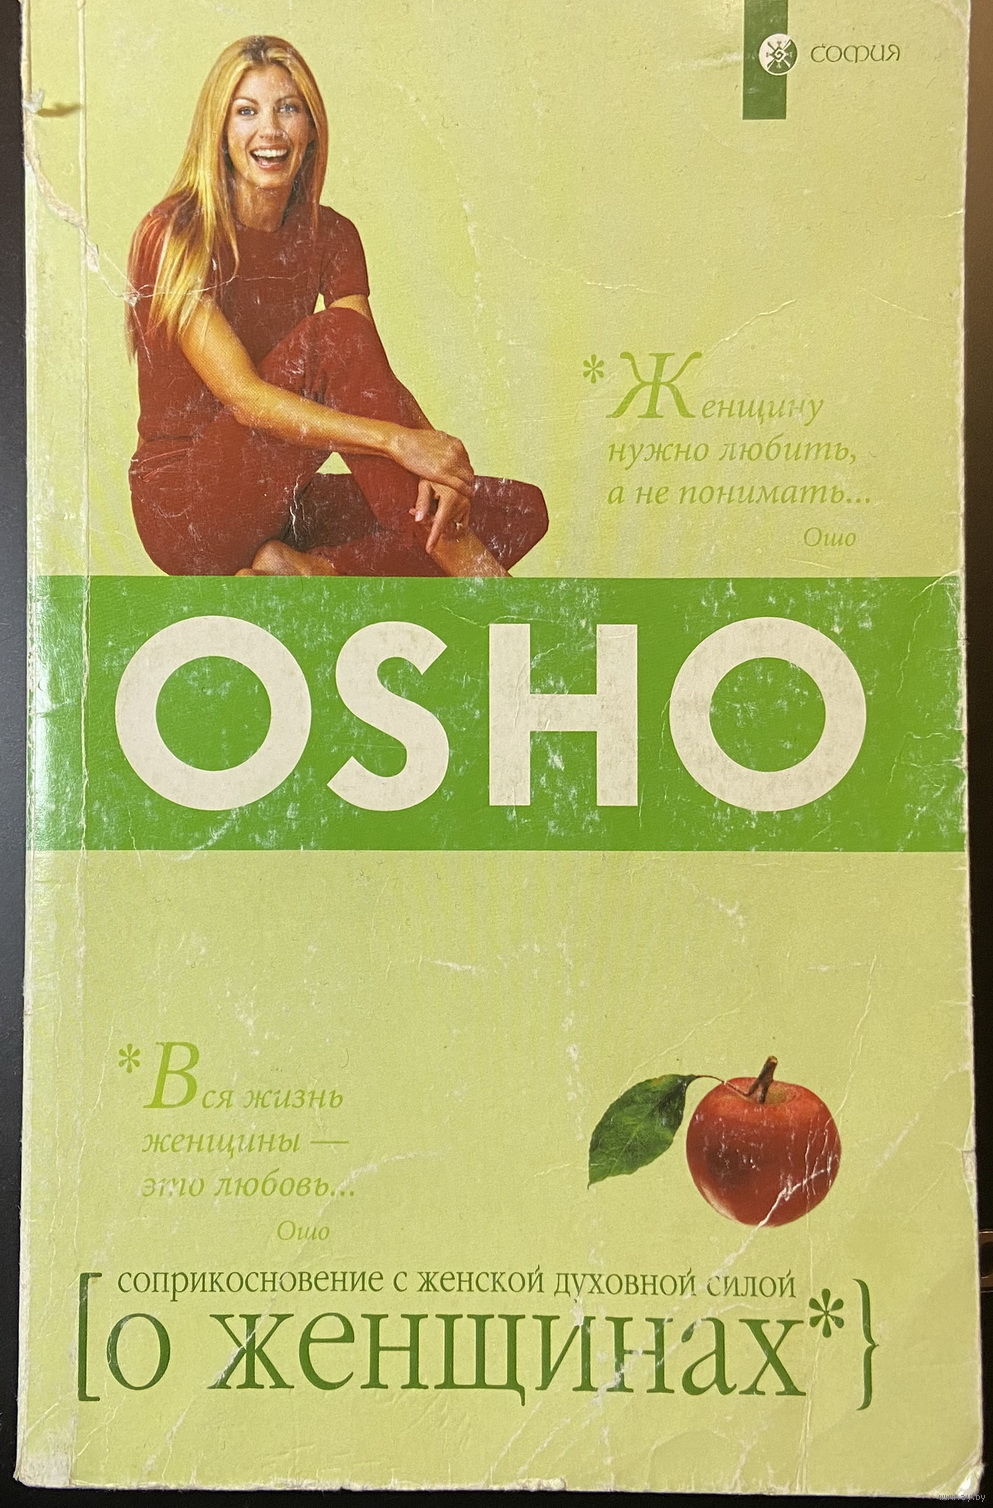 СОФИЯ
*Женщину
нужно любить,
а не понимать...
Ошо
OSHO
*Вся жизнь
женщины —
это любовь...
Ошо
соприкосновение с женской духовной силой
[о женщинах*}